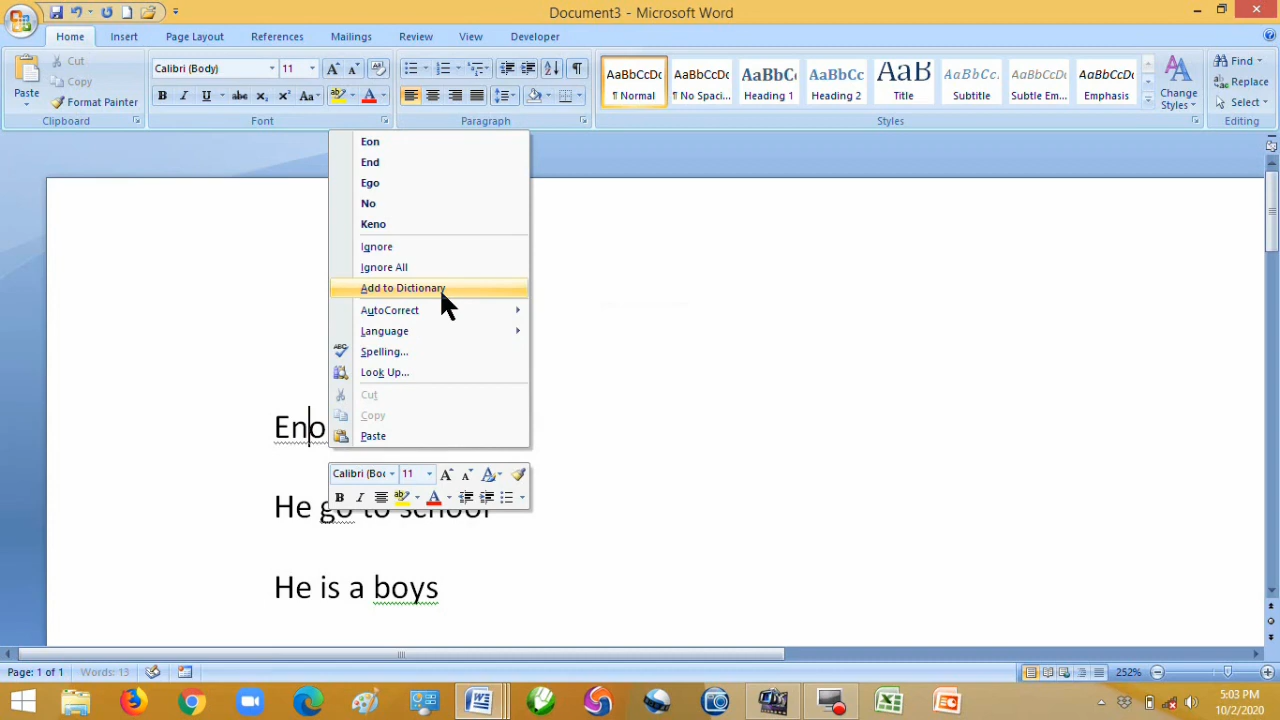 Document3 - Microsoft Word
Home Insert Page Layout References Mailings Review View Developer
Paste
Cut
Copy
Format Painter
Clipboard
Calibri (Body) 11
Font
Paragraph
AaBbCcDc AaBbCcDc AaBbCc AaBbCc AaB AaBbCc. AaBbCcDc AaBbCcDc
¶ Normal ¶ No Spaci... Heading 1 Heading 2 Title Subtitle Subtle Em... Emphasis
Change Styles
Styles
Find
Replace
Select
Editing
Eon
End
Ego
No
Keno
Ignore
Ignore All
Add to Dictionary
AutoCorrect
Language
Spelling...
Look Up...
Cut
Copy
Paste
Calibri (Boc 11
Eno
He go to school
He is a boys
Page: 1 of 1 Words: 13 252%
5:03 PM
10/2/2020